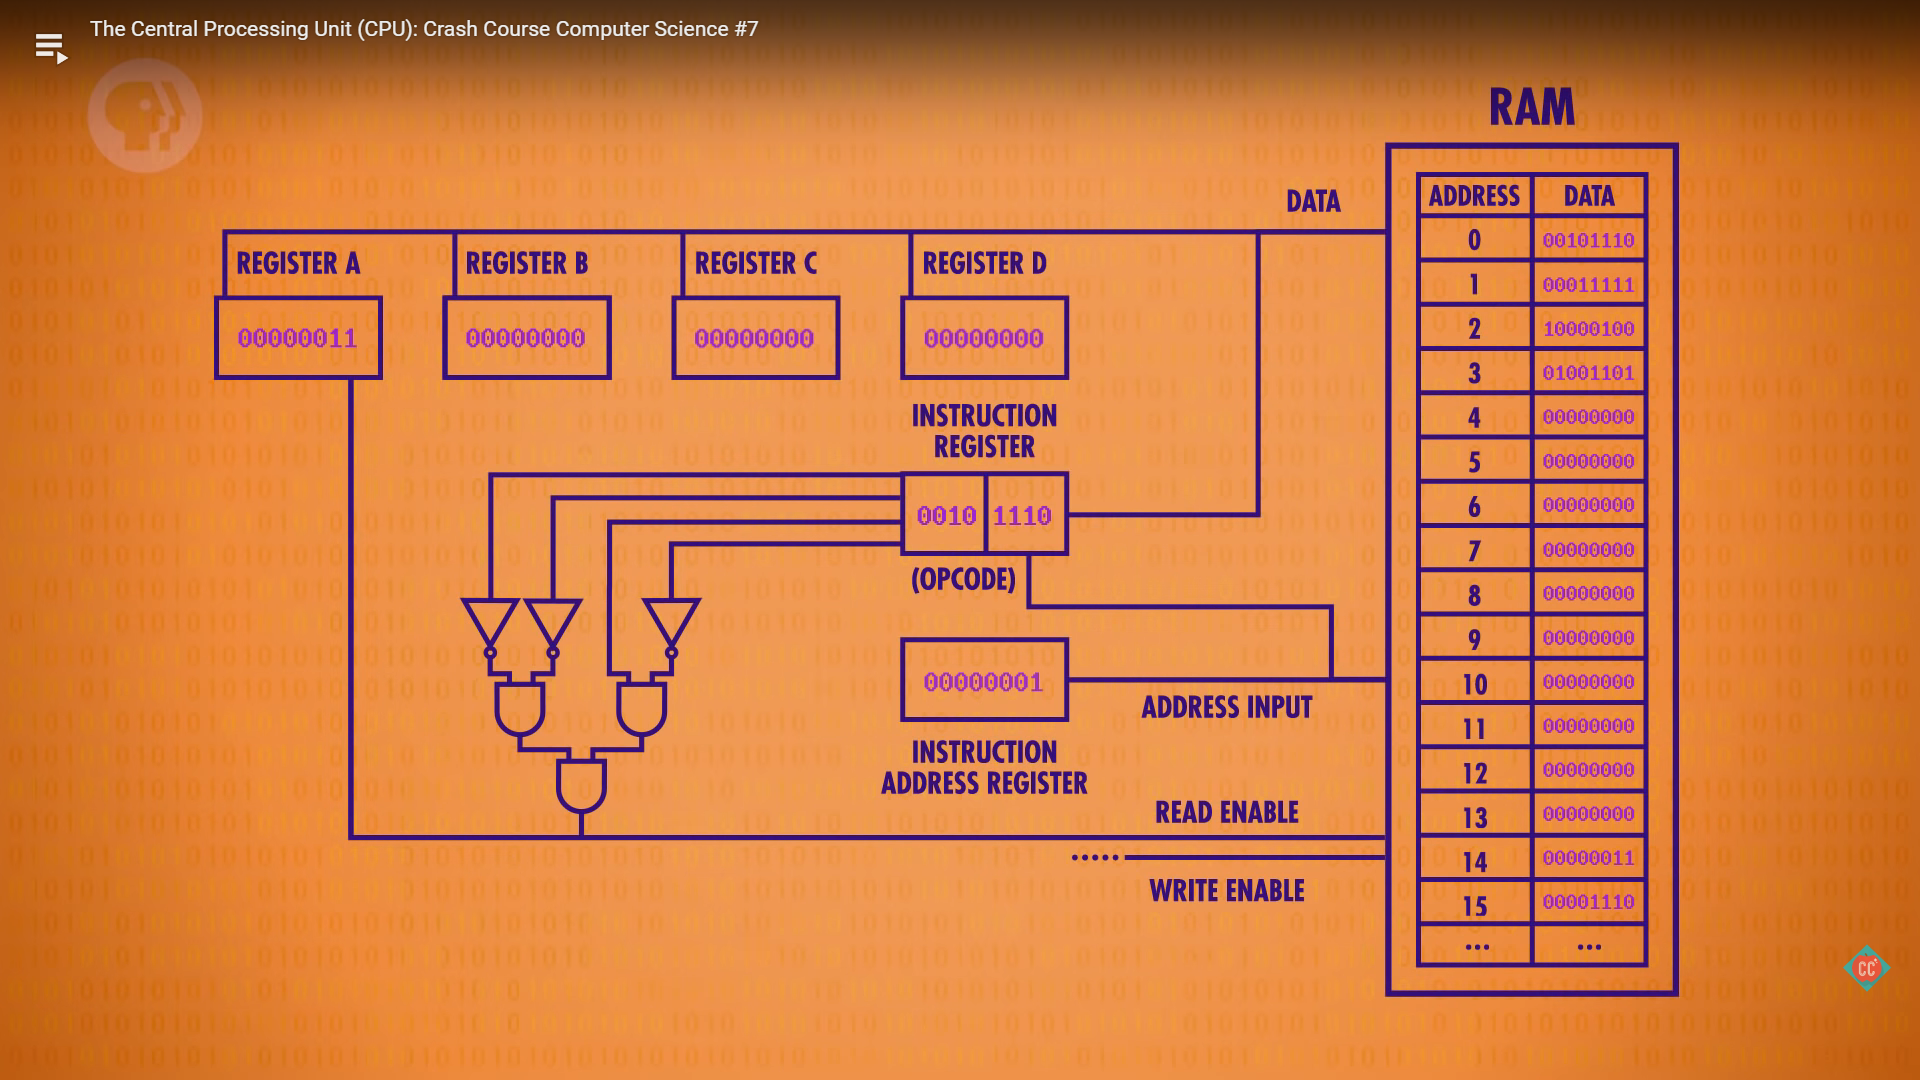 The Central Processing Unit (CPU): Crash Course Computer Science #7
RAM
DATA
ADDRESS DATA
0 00101110
1 00011111
2 10000100
3 01001101
4 00000000
5 00000000
6 00000000
7 00000000
8 00000000
9 00000000
10 00000000
11 00000000
12 00000000
13 00000000
14 00000011
15 00001110
... ...
REGISTER A
00000011
REGISTER B
00000000
REGISTER C
00000000
REGISTER D
00000000
INSTRUCTION
REGISTER
0010 1110
(OPCODE)
00000001
ADDRESS INPUT
INSTRUCTION
ADDRESS REGISTER
READ ENABLE
WRITE ENABLE
CC